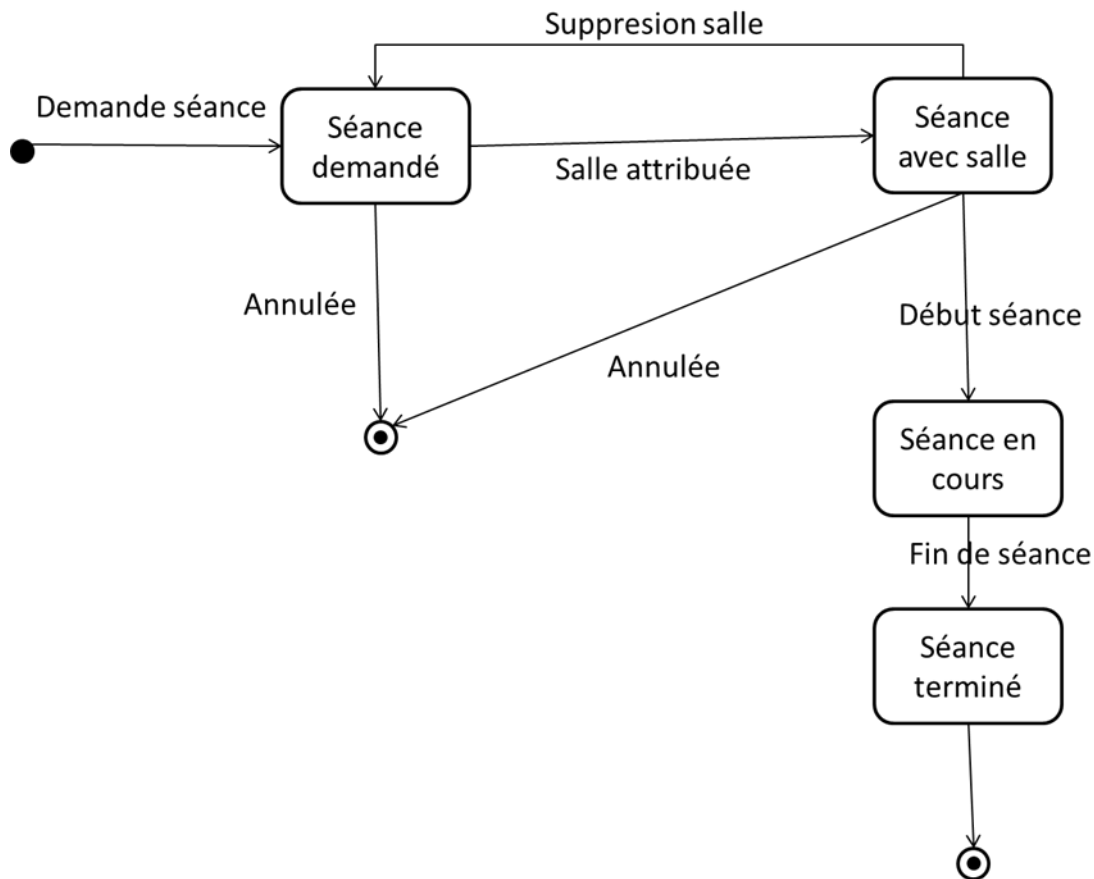 Suppresion salle
Demande séance
Séance
demandé
Salle attribuée
Séance
avec salle
Annulée
Annulée
Début séance
Séance en
cours
Fin de séance
Séance
terminé